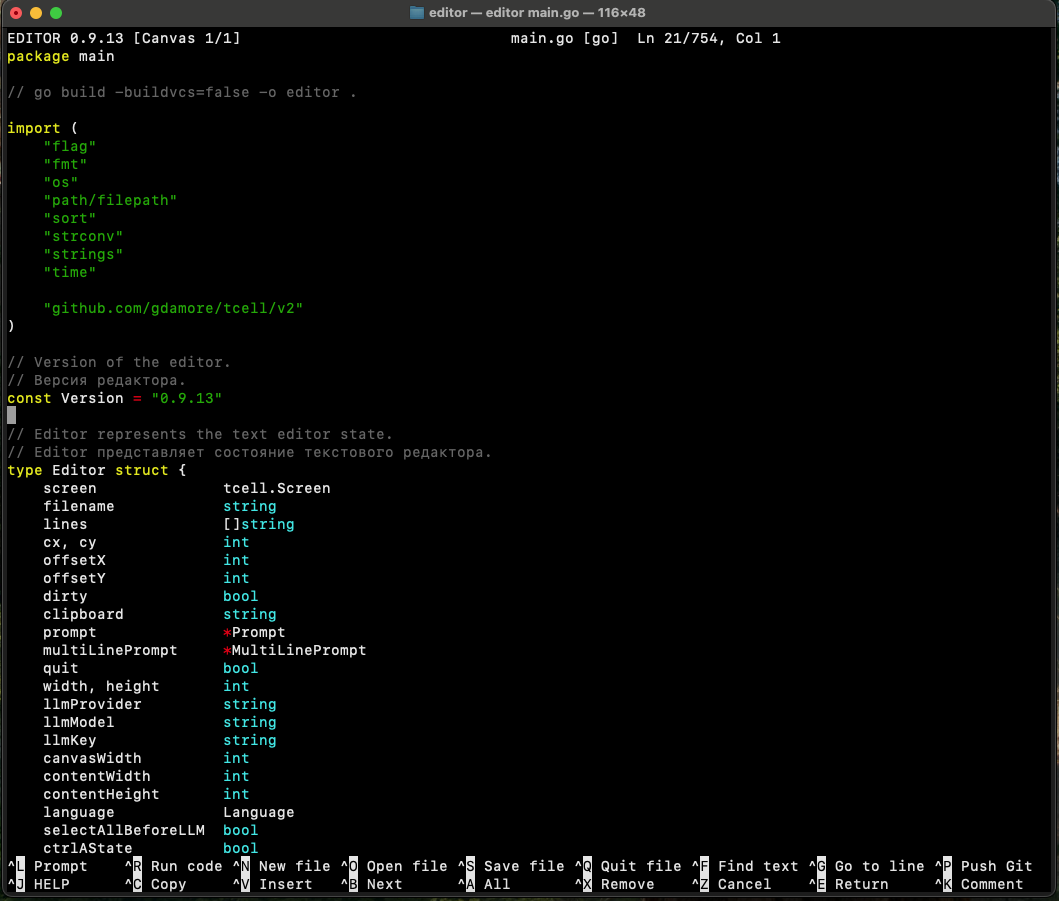 editor — editor main.go — 116×48
EDITOR 0.9.13 [Canvas 1/1] main.go [go] Ln 21/754, Col 1
package main
// go build -buildvcs=false -o editor .
import (
"flag"
"fmt"
"os"
"path/filepath"
"sort"
"strconv"
"strings"
"time"
"github.com/gdamore/tcell/v2"
)
// Version of the editor.
// Версия редактора.
const Version = "0.9.13"
// Editor represents the text editor state.
// Editor представляет состояние текстового редактора.
type Editor struct {
screen tcell.Screen
filename string
lines []string
cx, cy int
offsetX int
offsetY int
dirty bool
clipboard string
prompt *Prompt
multiLinePrompt *MultiLinePrompt
quit bool
width, height int
llmProvider string
llmModel string
llmKey string
canvasWidth int
contentWidth int
contentHeight int
language Language
selectAllBeforeLLM bool
ctrlAState bool
^L Prompt ^R Run code ^N New file ^O Open file ^S Save file ^Q Quit file ^F Find text ^G Go to line ^P Push Git
^J HELP ^C Copy ^V Insert ^B Next ^A All ^X Remove ^Z Cancel ^E Return ^K Comment